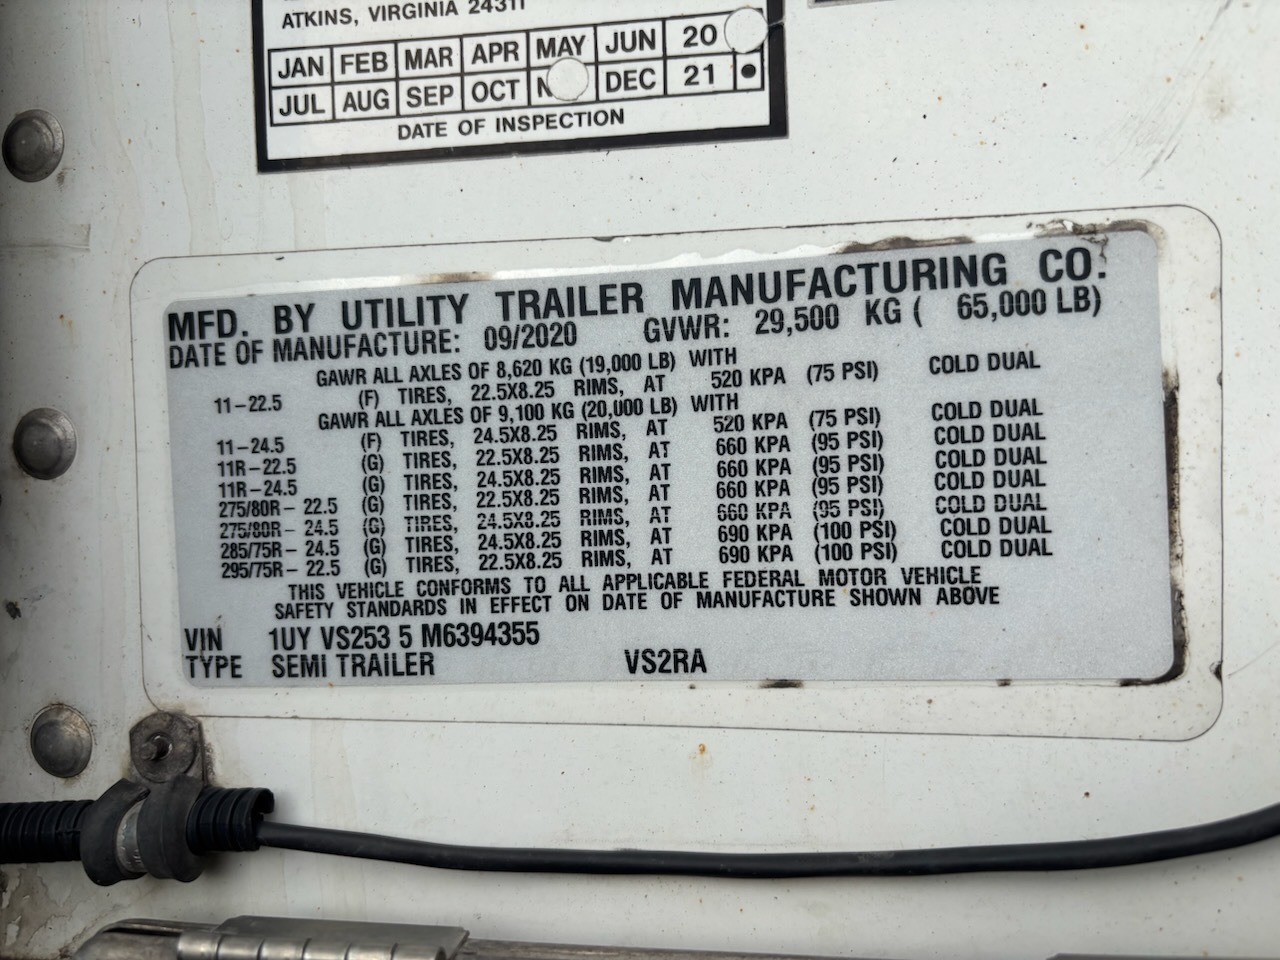 ATKINS, VIRGINIA 24311
JAN FEB MAR APR MAY JUN 20
JUL AUG SEP OCT N DEC 21
DATE OF INSPECTION
MFD. BY UTILITY TRAILER MANUFACTURING CO.
DATE OF MANUFACTURE: 09/2020 GVWR: 29,500 KG ( 65,000 LB)
GAWR ALL AXLES OF 8,620 KG (19,000 LB) WITH
11-22.5 (F) TIRES, 22.5X8.25 RIMS, AT 520 KPA (75 PSI) COLD DUAL
GAWR ALL AXLES OF 9,100 KG (20,000 LB) WITH
11-24.5 (F) TIRES, 24.5X8.25 RIMS, AT 520 KPA (75 PSI) COLD DUAL
11R-22.5 (G) TIRES, 22.5X8.25 RIMS, AT 660 KPA (95 PSI) COLD DUAL
11R-24.5 (G) TIRES, 24.5X8.25 RIMS, AT 660 KPA (95 PSI) COLD DUAL
275/80R-22.5 (G) TIRES, 22.5X8.25 RIMS, AT 660 KPA (95 PSI) COLD DUAL
275/80R-24.5 (G) TIRES, 24.5X8.25 RIMS, AT 660 KPA (95 PSI) COLD DUAL
285/75R-24.5 (G) TIRES, 24.5X8.25 RIMS, AT 690 KPA (100 PSI) COLD DUAL
295/75R-22.5 (G) TIRES, 22.5X8.25 RIMS, AT 690 KPA (100 PSI) COLD DUAL
THIS VEHICLE CONFORMS TO ALL APPLICABLE FEDERAL MOTOR VEHICLE
SAFETY STANDARDS IN EFFECT ON DATE OF MANUFACTURE SHOWN ABOVE
VIN 1UY VS253 5 M6394355
TYPE SEMI TRAILER VS2RA